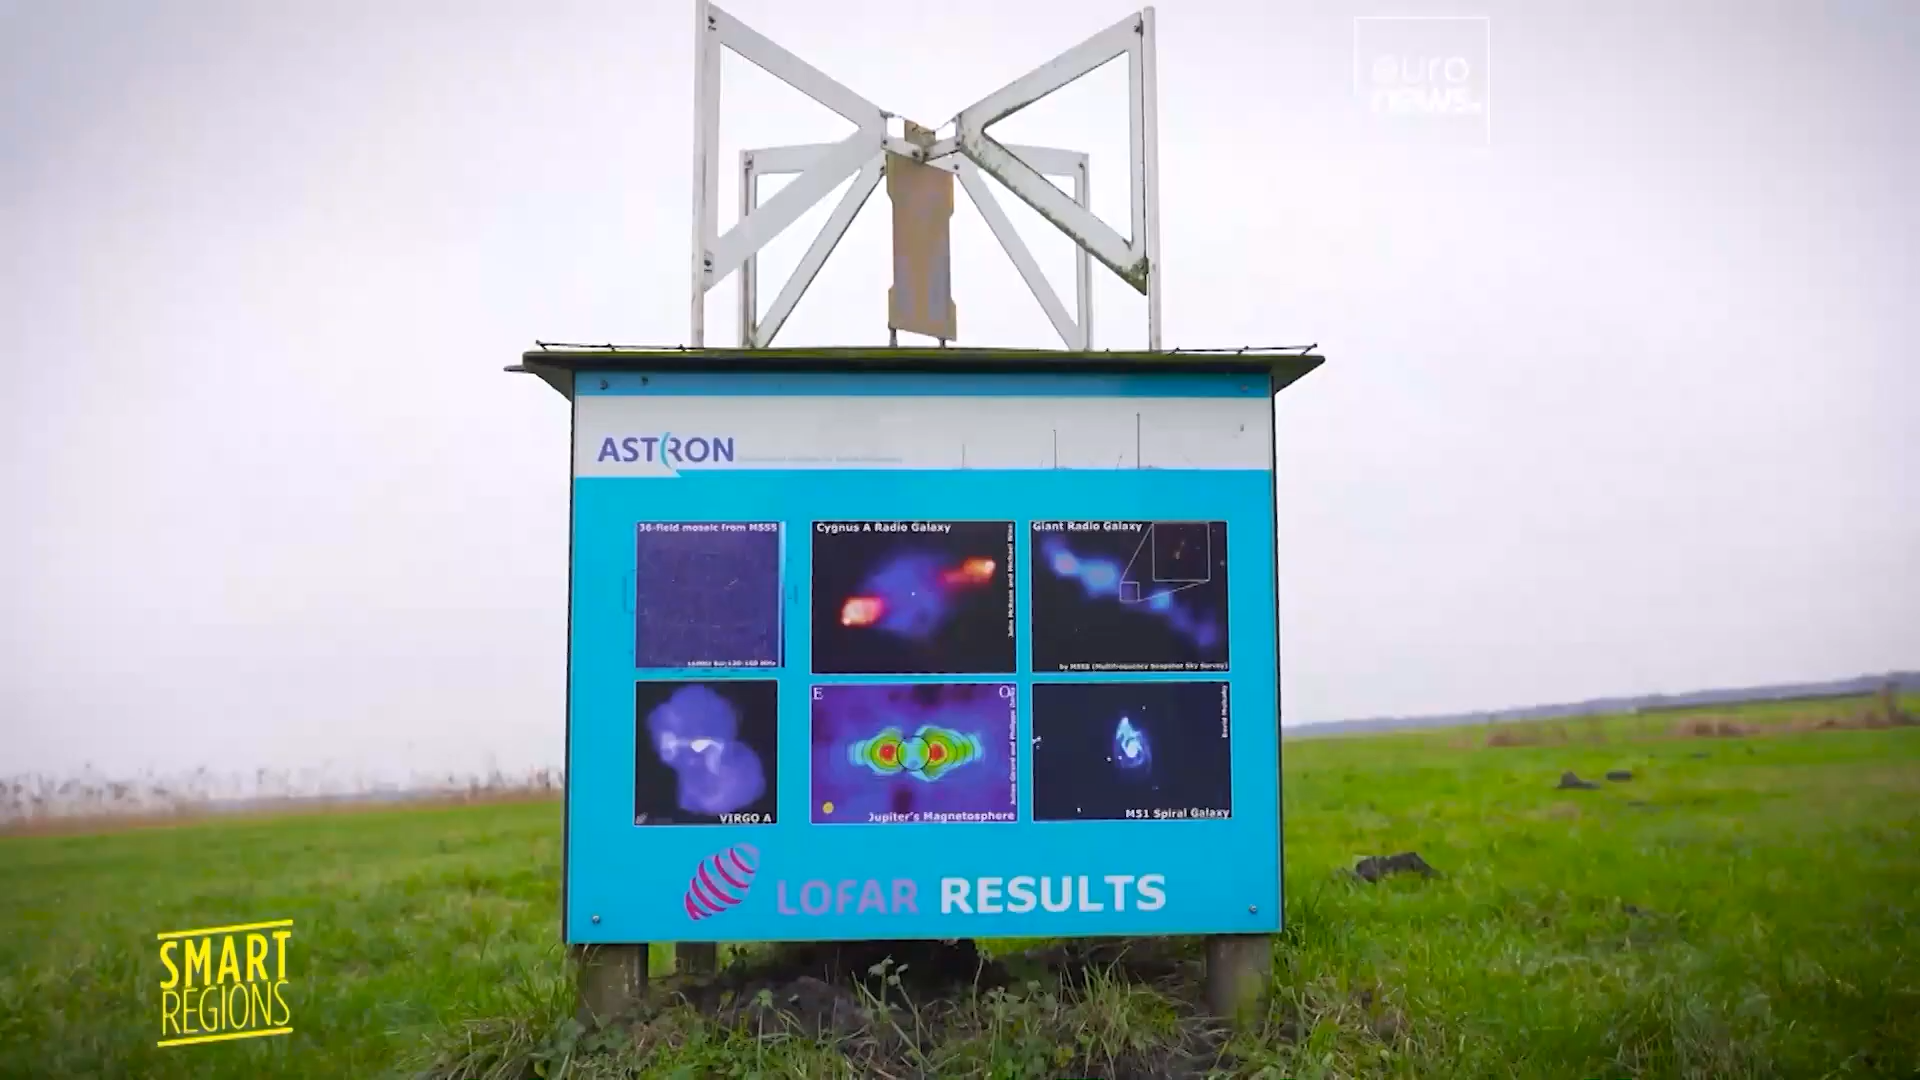 euro
news.
ASTRON
36-field mosaic from MSSS
Cygnus A Radio Galaxy
Giant Radio Galaxy
by MSSS (Multifrequency Snapshot Sky Survey)
VIRGO A
E
O
Jupiter's Magnetosphere
M51 Spiral Galaxy
LOFAR RESULTS
SMART
REGIONS